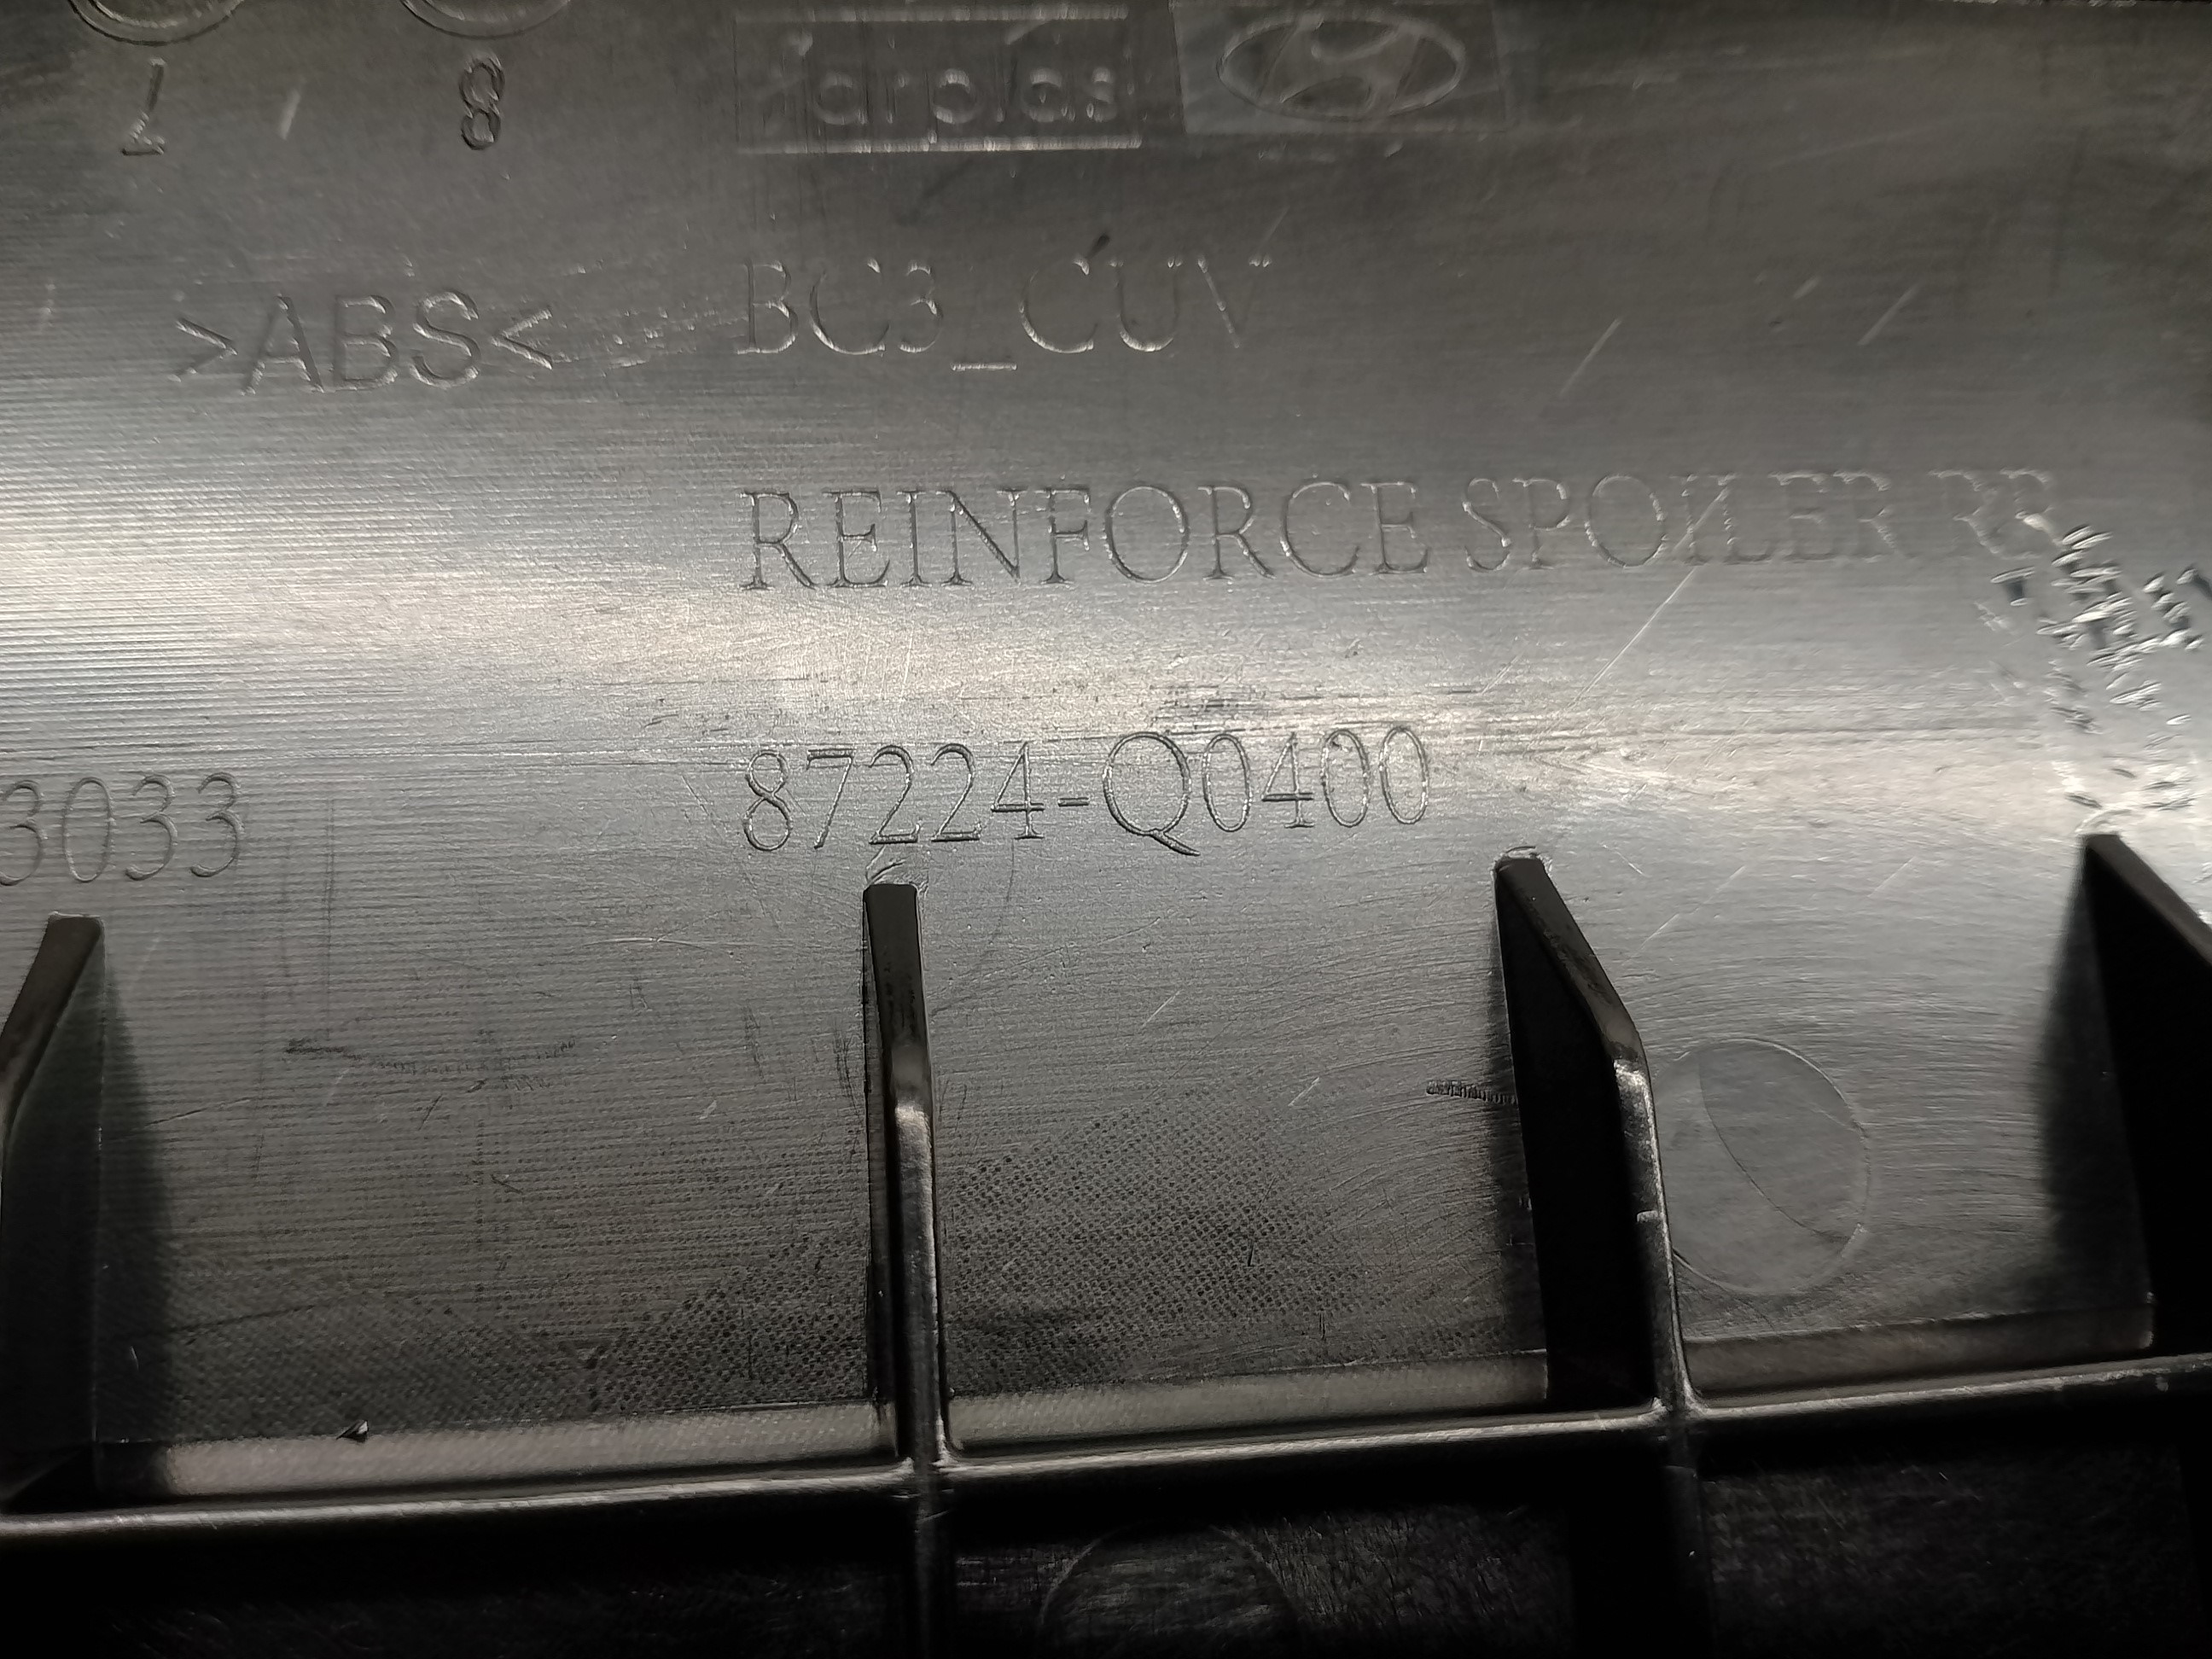 7 8
farplas
>ABS< BC3_CUV
REINFORCE SPOILER RR
3033 87224-Q0400